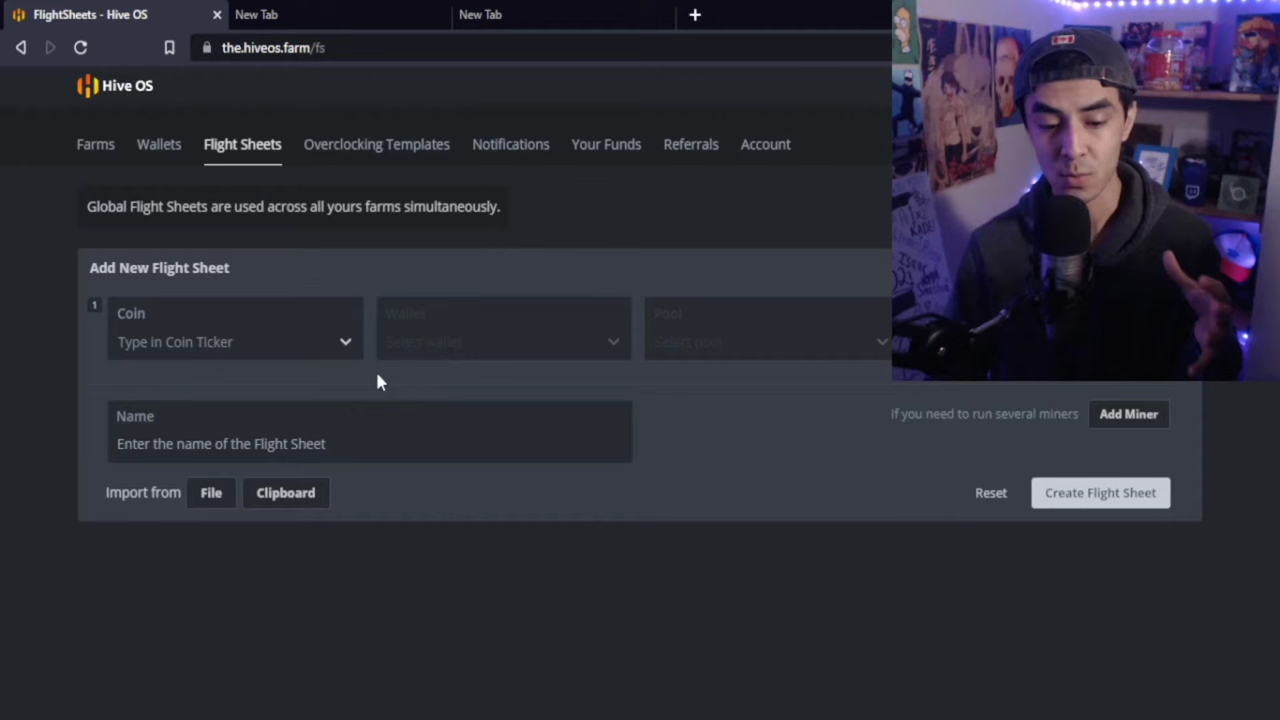 FlightSheets - Hive OS
New Tab
New Tab
the.hiveos.farm/fs
Hive OS
Farms
Wallets
Flight Sheets
Overclocking Templates
Notifications
Your Funds
Referrals
Account
Global Flight Sheets are used across all yours farms simultaneously.
Add New Flight Sheet
1
Coin
Wallet
Pool
Type in Coin Ticker
Select wallet
Select pool
Name
Enter the name of the Flight Sheet
If you need to run several miners
Add Miner
Import from
File
Clipboard
Reset
Create Flight Sheet